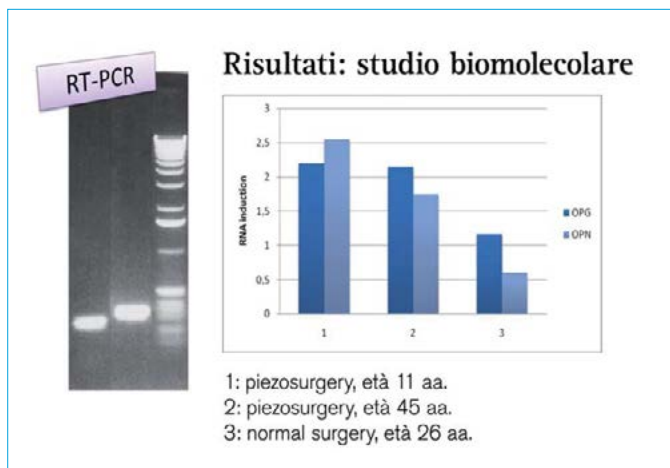 RT-PCR
Risultati: studio biomolecolare
3
2,5
2
1,5
1
0,5
0
RNA induction
1
2
3
OPG
OPN
1: piezosurgery, età 11 aa.
2: piezosurgery, età 45 aa.
3: normal surgery, età 26 aa.